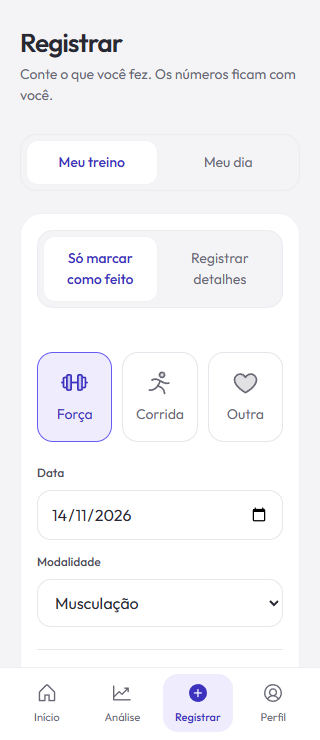 Registrar
Conte o que você fez. Os números ficam com
você.
Meu treino
Meu dia
Só marcar
como feito
Registrar
detalhes
Força
Corrida
Outra
Data
14/11/2026
Modalidade
Musculação
Início
Análise
Registrar
Perfil